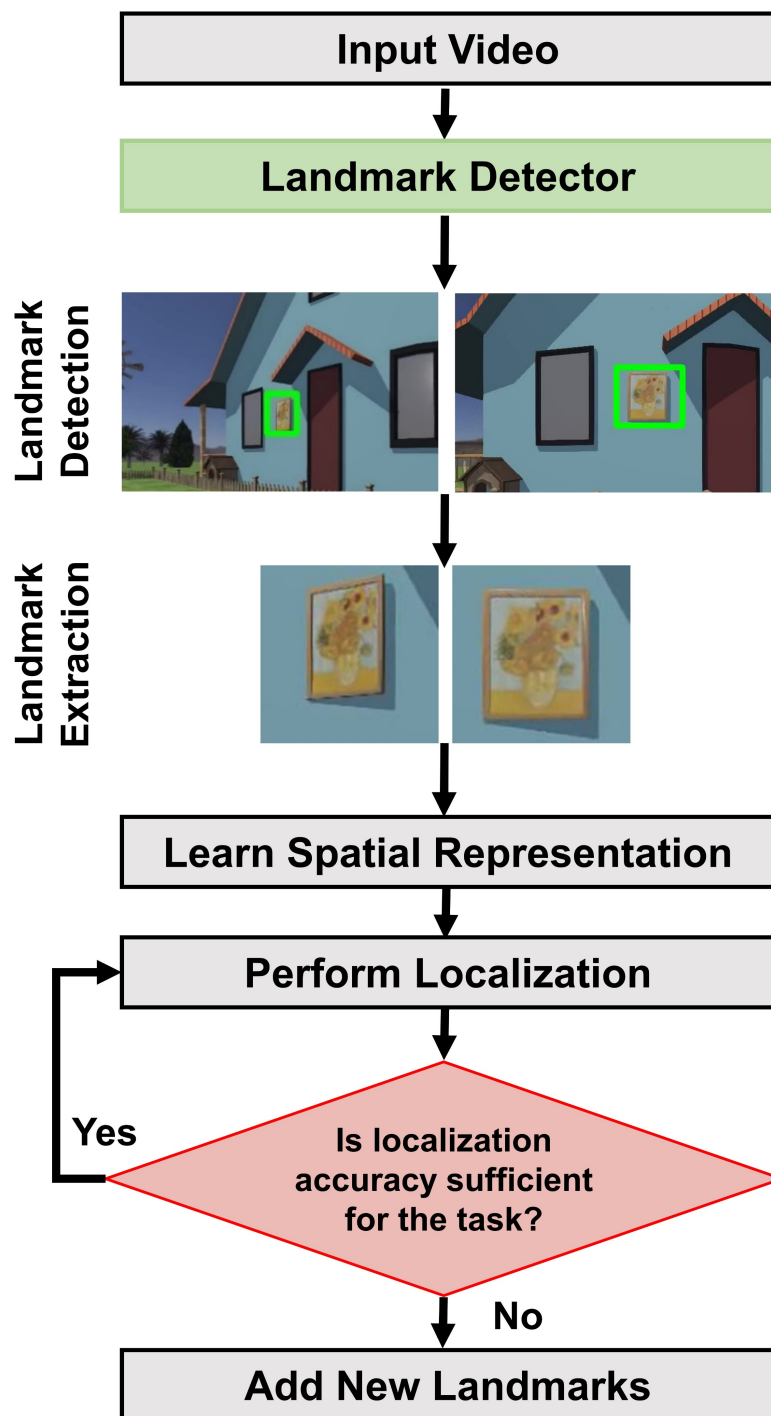 Input Video
Landmark Detector
Landmark
Detection
Landmark
Extraction
Learn Spatial Representation
Perform Localization
Yes
Is localization
accuracy sufficient
for the task?
No
Add New Landmarks